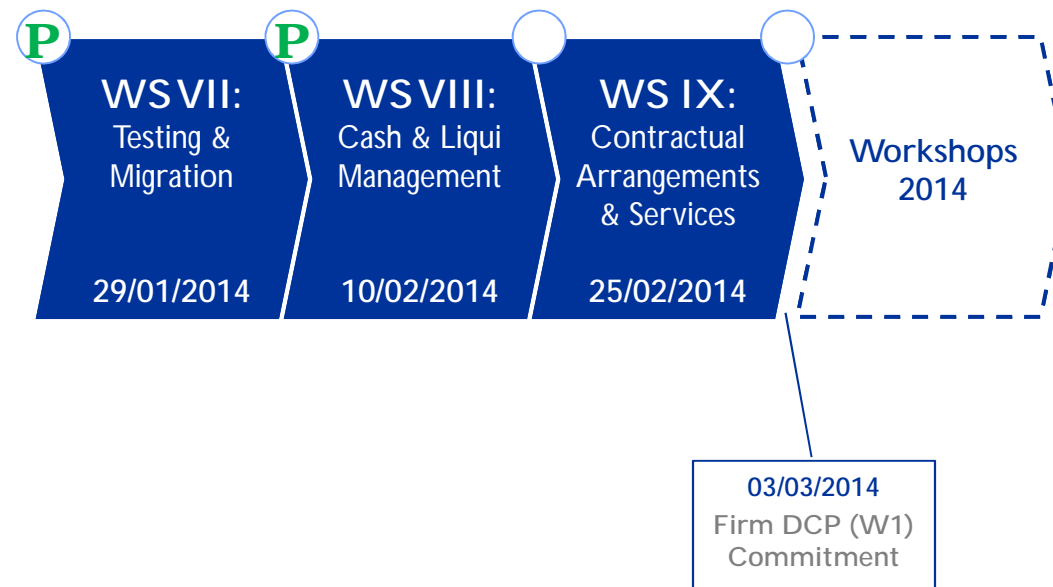 P
P
WS VII:
Testing &
Migration
29/01/2014
WS VIII:
Cash & Liqui
Management
10/02/2014
WS IX:
Contractual
Arrangements
& Services
25/02/2014
Workshops
2014
03/03/2014
Firm DCP (W1)
Commitment